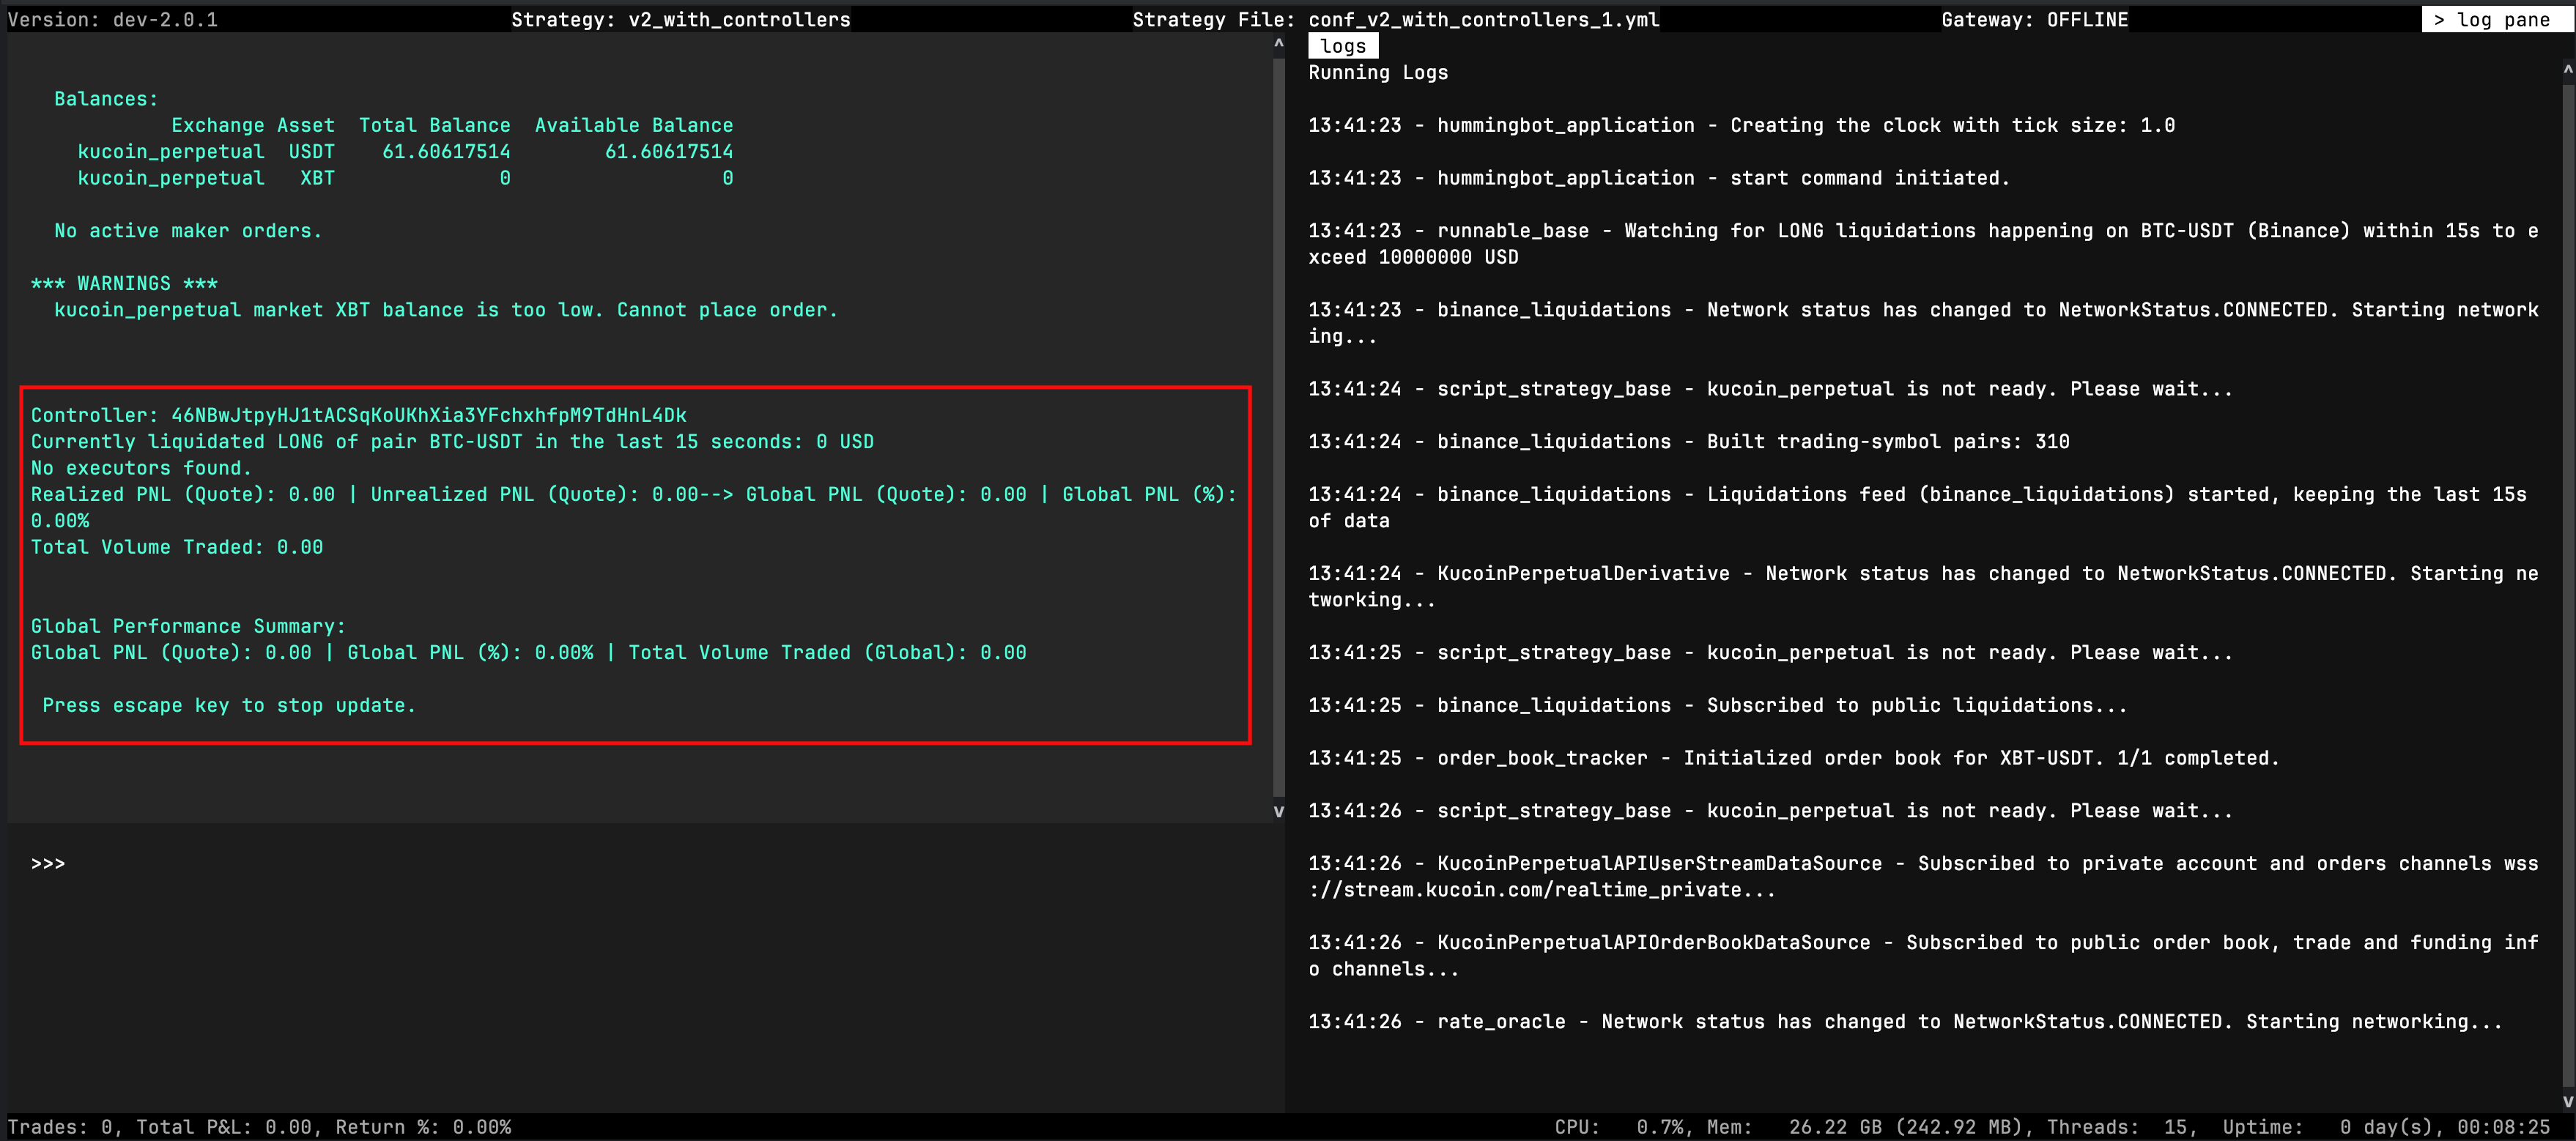 Version: dev-2.0.1 Strategy: v2_with_controllers Strategy File: conf_v2_with_controllers_1.yml Gateway: OFFLINE > log pane
Balances:
Exchange Asset Total Balance Available Balance
kucoin_perpetual USDT 61.60617514 61.60617514
kucoin_perpetual XBT 0 0
No active maker orders.
*** WARNINGS ***
kucoin_perpetual market XBT balance is too low. Cannot place order.
Controller: 46NBwJtpyHJ1tACSqKoUKhXia3YFchxhfpM9TdHnL4Dk
Currently liquidated LONG of pair BTC-USDT in the last 15 seconds: 0 USD
No executors found.
Realized PNL (Quote): 0.00 | Unrealized PNL (Quote): 0.00--> Global PNL (Quote): 0.00 | Global PNL (%):
0.00%
Total Volume Traded: 0.00
Global Performance Summary:
Global PNL (Quote): 0.00 | Global PNL (%): 0.00% | Total Volume Traded (Global): 0.00
Press escape key to stop update.
>>>
logs
Running Logs
13:41:23 - hummingbot_application - Creating the clock with tick size: 1.0
13:41:23 - hummingbot_application - start command initiated.
13:41:23 - runnable_base - Watching for LONG liquidations happening on BTC-USDT (Binance) within 15s to e
xceed 10000000 USD
13:41:23 - binance_liquidations - Network status has changed to NetworkStatus.CONNECTED. Starting network
ing...
13:41:24 - script_strategy_base - kucoin_perpetual is not ready. Please wait...
13:41:24 - binance_liquidations - Built trading-symbol pairs: 310
13:41:24 - binance_liquidations - Liquidations feed (binance_liquidations) started, keeping the last 15s
of data
13:41:24 - KucoinPerpetualDerivative - Network status has changed to NetworkStatus.CONNECTED. Starting ne
tworking...
13:41:25 - script_strategy_base - kucoin_perpetual is not ready. Please wait...
13:41:25 - binance_liquidations - Subscribed to public liquidations...
13:41:25 - order_book_tracker - Initialized order book for XBT-USDT. 1/1 completed.
13:41:26 - script_strategy_base - kucoin_perpetual is not ready. Please wait...
13:41:26 - KucoinPerpetualAPIUserStreamDataSource - Subscribed to private account and orders channels wss
://stream.kucoin.com/realtime_private...
13:41:26 - KucoinPerpetualAPIOrderBookDataSource - Subscribed to public order book, trade and funding inf
o channels...
13:41:26 - rate_oracle - Network status has changed to NetworkStatus.CONNECTED. Starting networking...
Trades: 0, Total P&L: 0.00, Return %: 0.00% CPU: 0.7%, Mem: 26.22 GB (242.92 MB), Threads: 15, Uptime: 0 day(s), 00:08:25